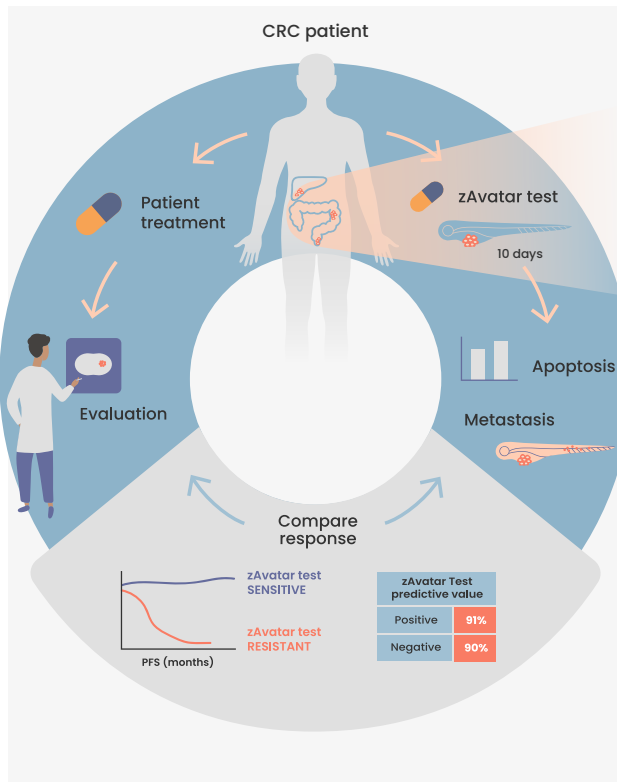 CRC patient
Patient
treatment
zAvatar test
10 days
Evaluation
Apoptosis
Metastasis
Compare
response
zAvatar test
SENSITIVE
zAvatar test
RESISTANT
PFS (months)
zAvatar Test
predictive value
Positive 91%
Negative 90%